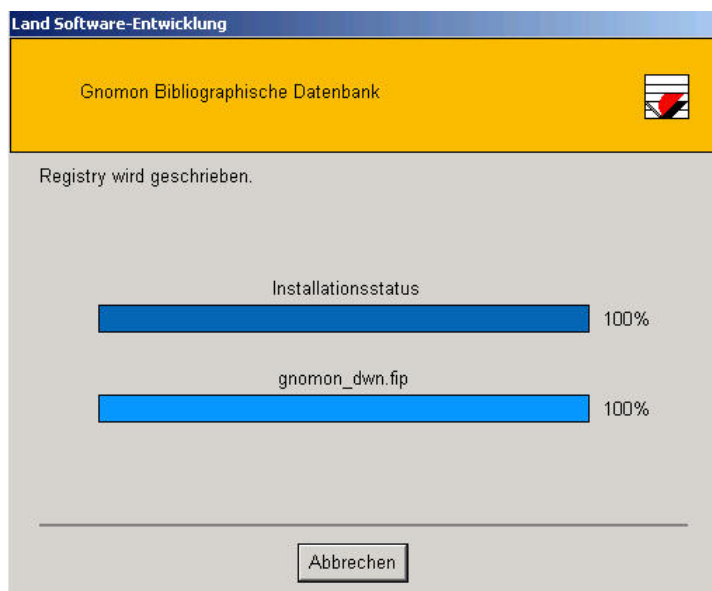 Land Software-Entwicklung
Gnomon Bibliographische Datenbank
Registry wird geschrieben.
Installationsstatus
100%
gnomon_dwn.fip
100%
Abbrechen